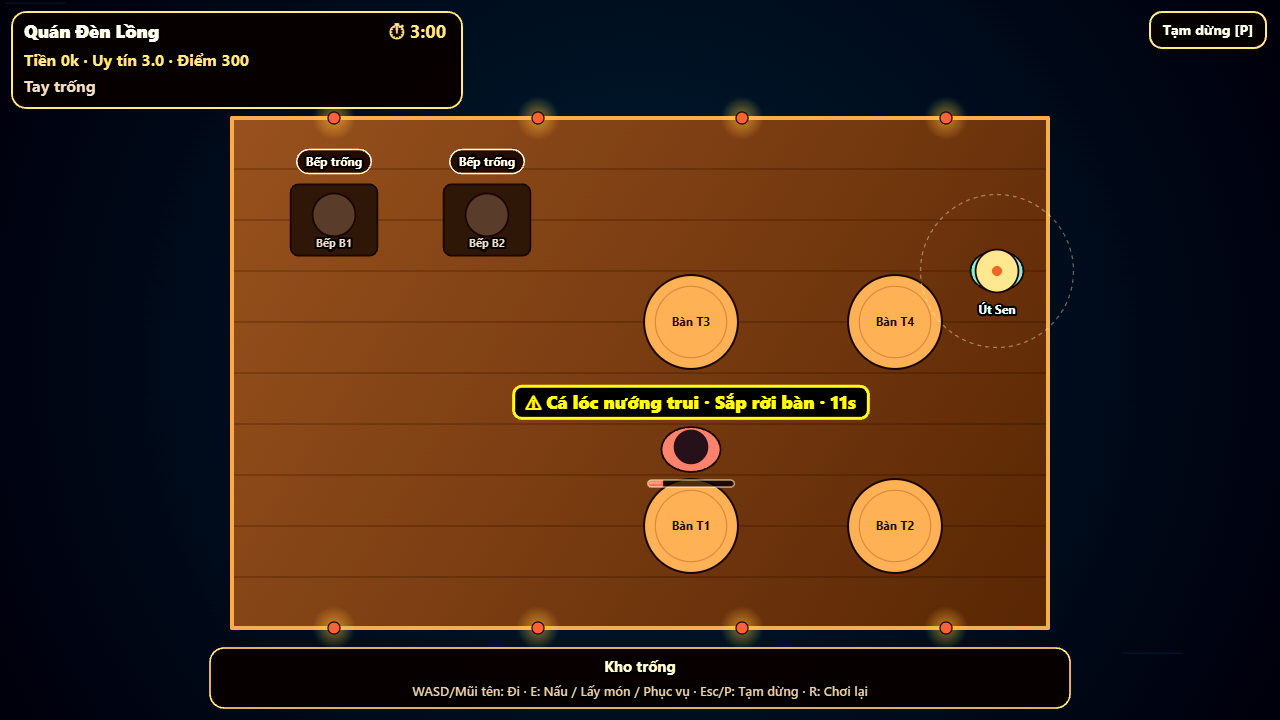 Quán Đèn Lồng ⏱ 3:00
Tiền 0k · Uy tín 3.0 · Điểm 300
Tay trống
Tạm dừng [P]
Bếp trống Bếp trống
Bếp B1 Bếp B2
Út Sen
Bàn T3 Bàn T4
⚠ Cá lóc nướng trui · Sắp rời bàn · 11s
Bàn T1 Bàn T2
Kho trống
WASD/Mũi tên: Đi · E: Nấu / Lấy món / Phục vụ · Esc/P: Tạm dừng · R: Chơi lại